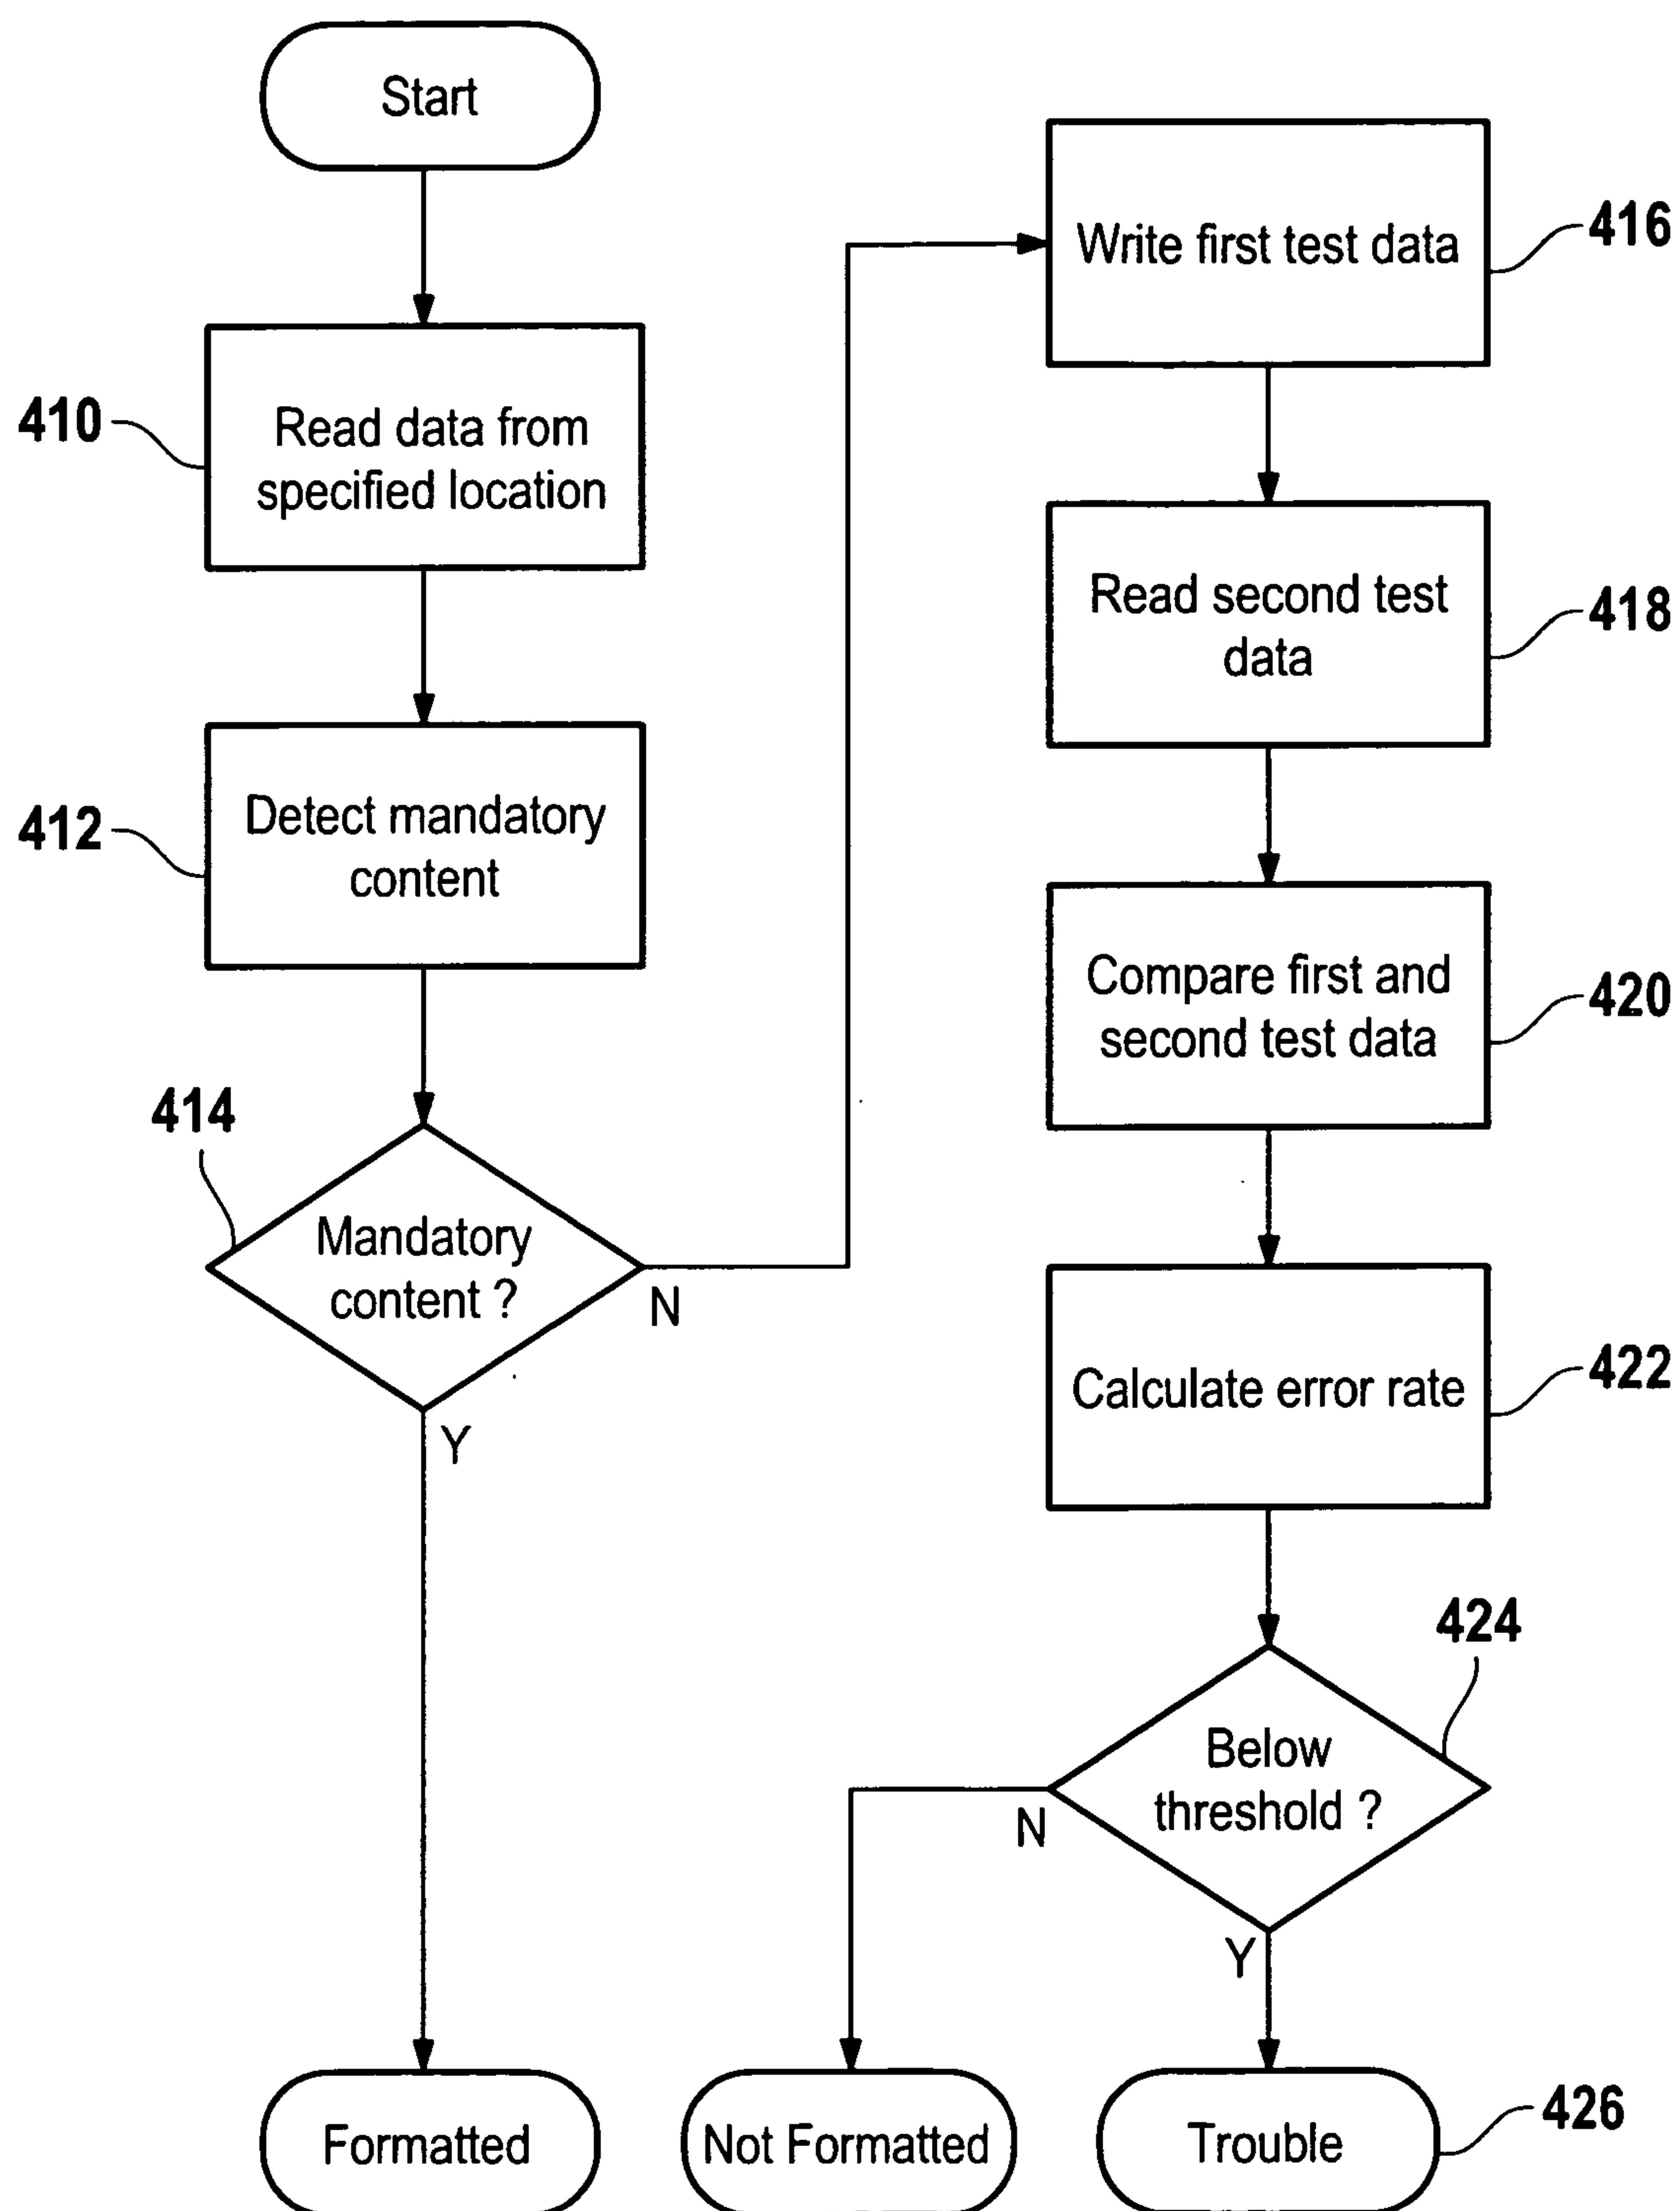 Start
410
Read data from
specified location
412
Detect mandatory
content
414
Mandatory
content ?
N
Y
Formatted
Write first test data
416
Read second test
data
418
Compare first and
second test data
420
Calculate error rate
422
424
Below
threshold ?
N
Y
Not Formatted
Trouble
426